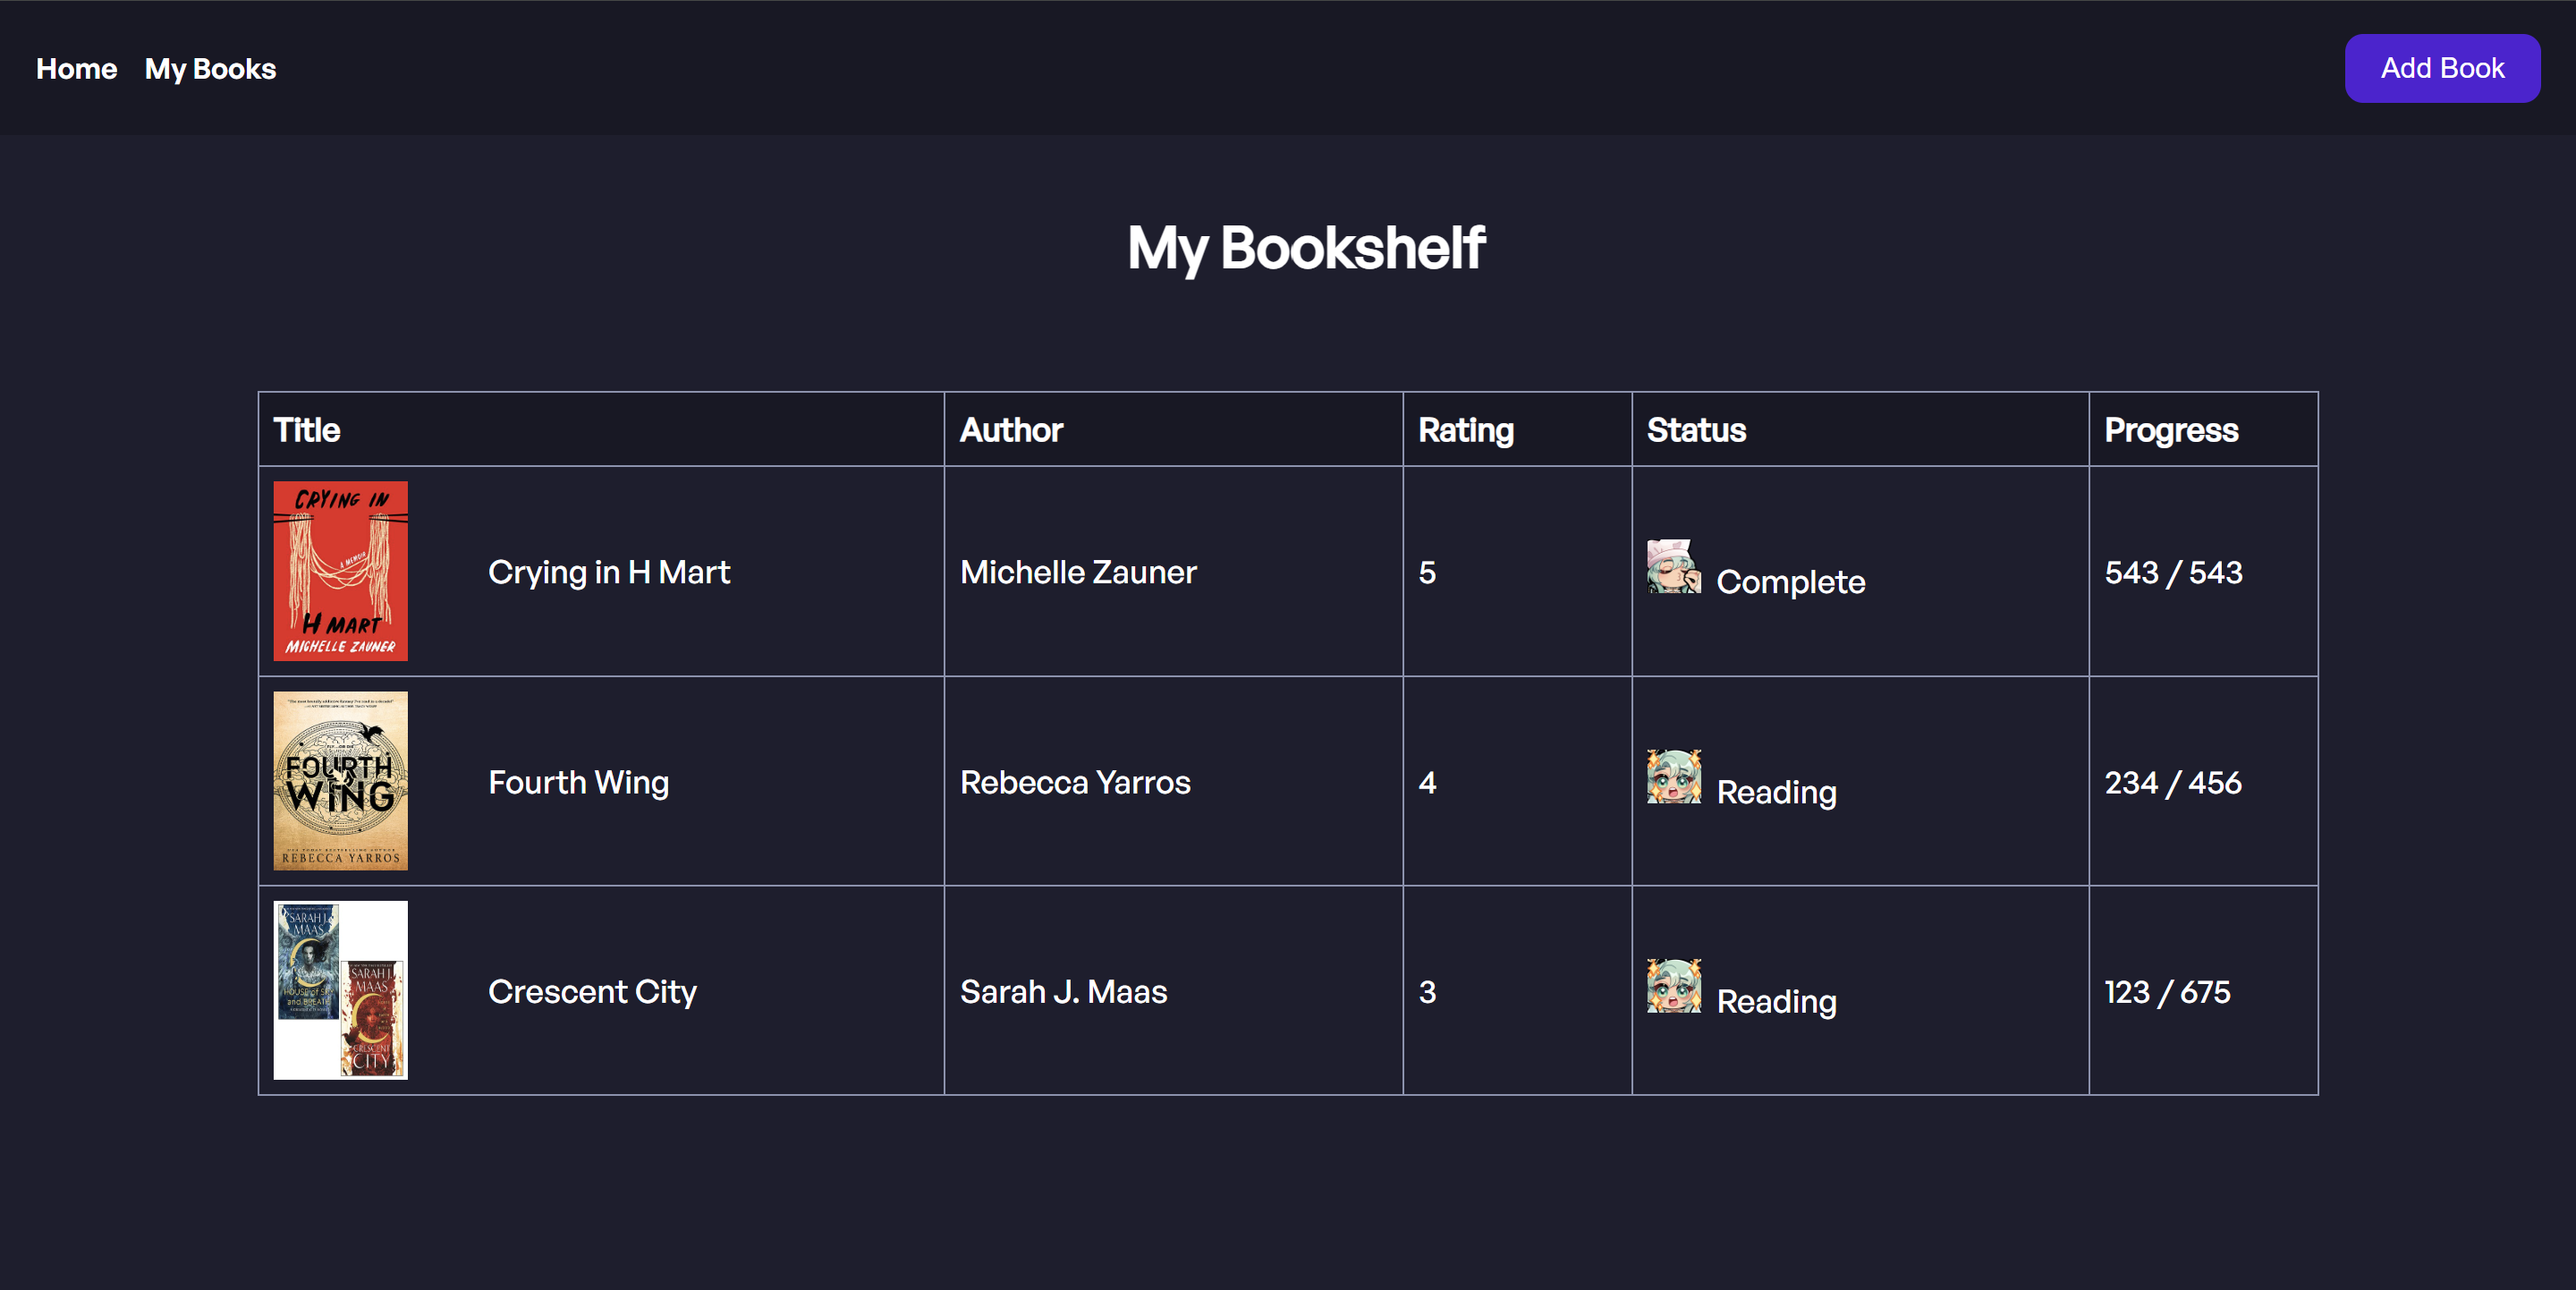 Home My Books Add Book
My Bookshelf
Title Author Rating Status Progress
CRYING IN
A MEMOIR
H MART
MICHELLE ZAUNER
Crying in H Mart Michelle Zauner 5 Complete 543 / 543
FOURTH
WING
REBECCA YARROS
Fourth Wing Rebecca Yarros 4 Reading 234 / 456
SARAH J.
MAAS
HOUSE of SKY
and BREATH
SARAH J.
MAAS
CRESCENT
CITY
Crescent City Sarah J. Maas 3 Reading 123 / 675